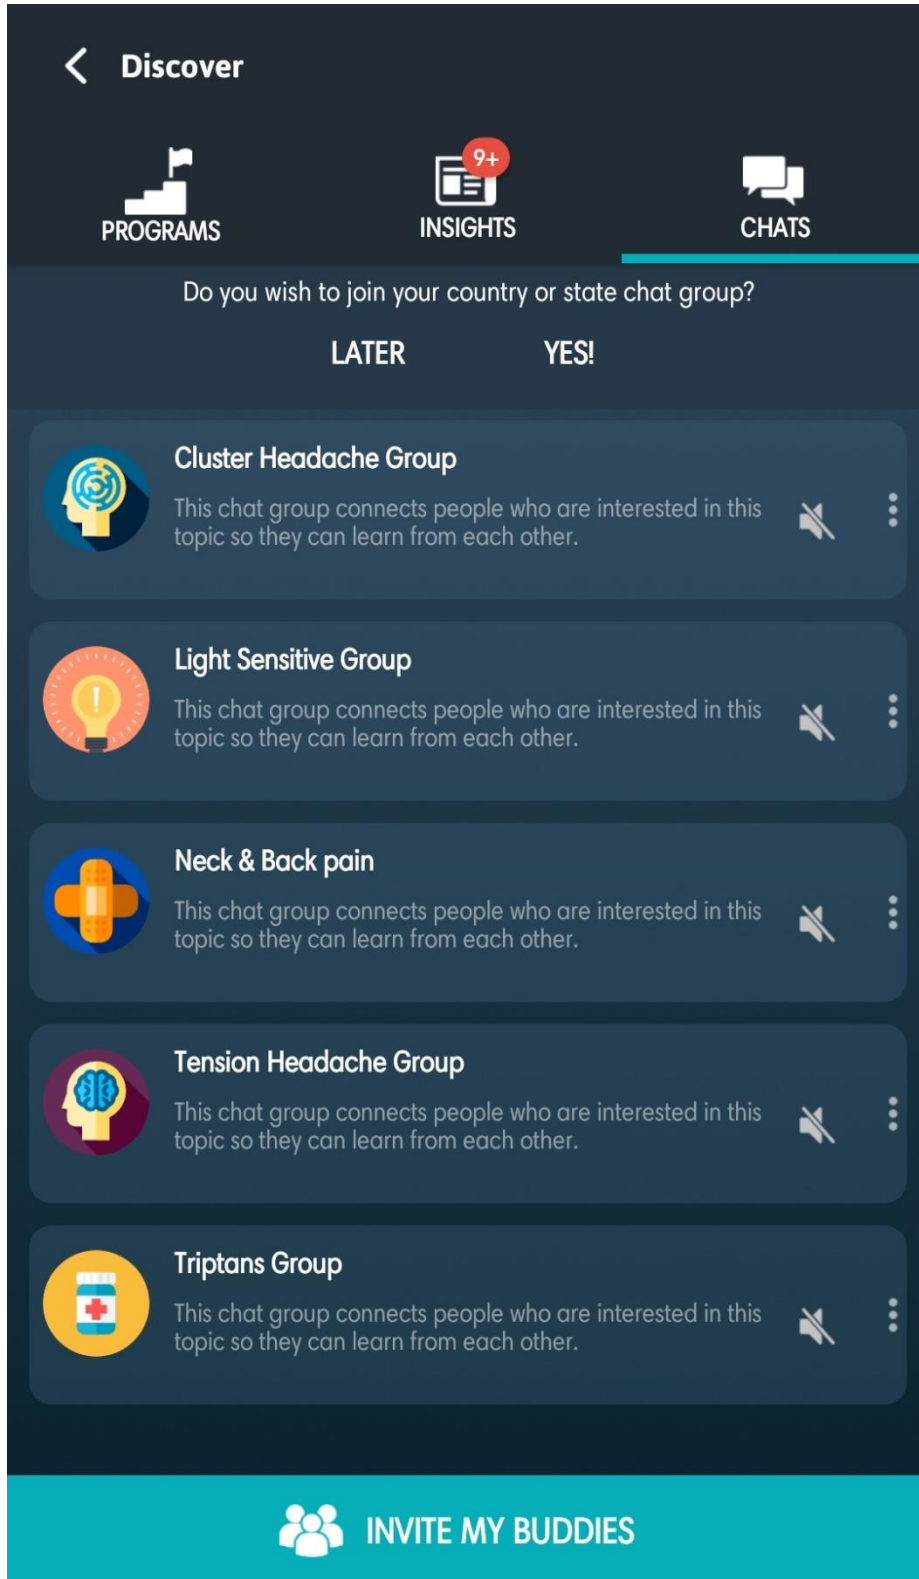 Discover
9+
PROGRAMS
INSIGHTS
CHATS
Do you wish to join your country or state chat group?
LATER
YES!
Cluster Headache Group
This chat group connects people who are interested in this
topic so they can learn from each other.
Light Sensitive Group
This chat group connects people who are interested in this
topic so they can learn from each other.
Neck & Back pain
This chat group connects people who are interested in this
topic so they can learn from each other.
Tension Headache Group
This chat group connects people who are interested in this
topic so they can learn from each other.
Triptans Group
This chat group connects people who are interested in this
topic so they can learn from each other.
INVITE MY BUDDIES